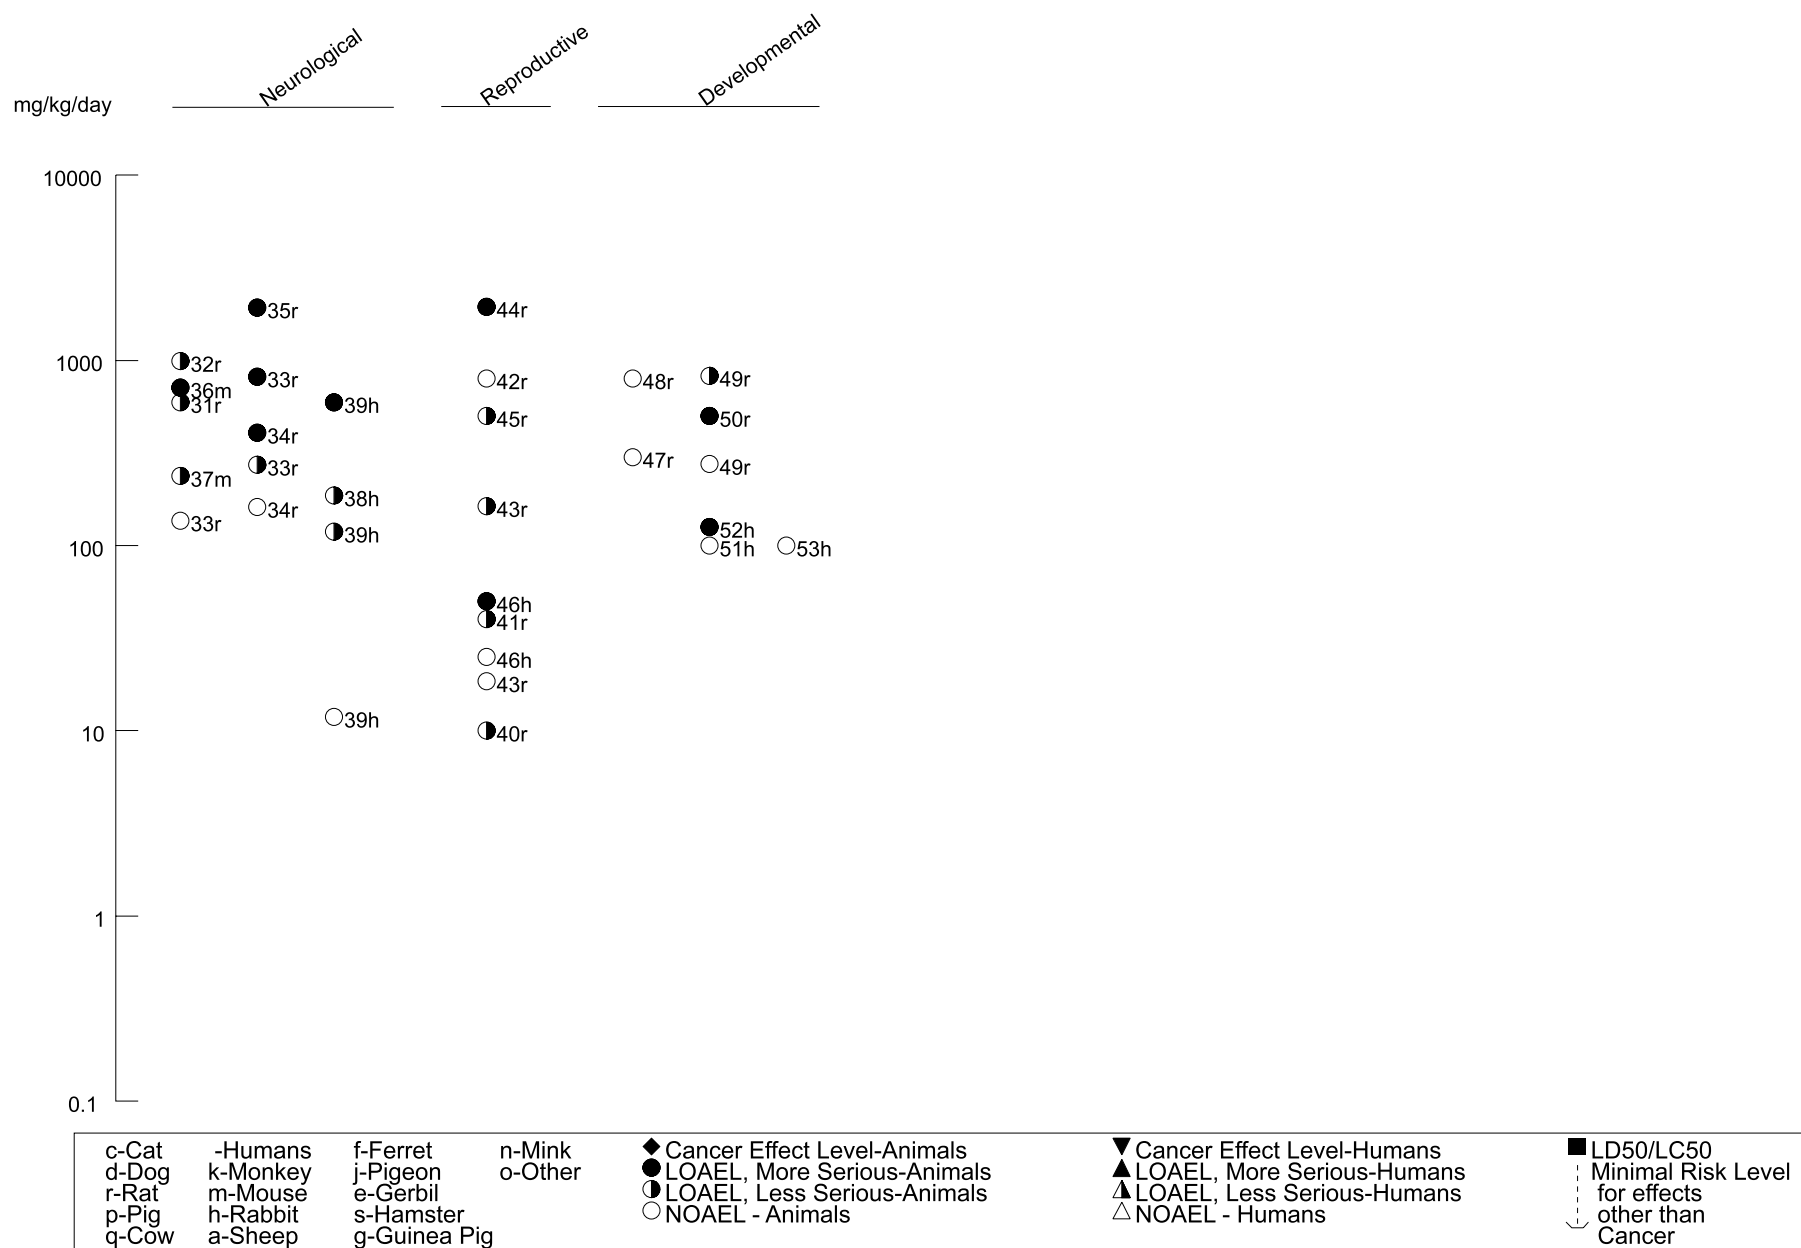 Neurological Reproductive Developmental
mg/kg/day
10000
35r 44r
1000 32r
33r 42r 48r 49r
36m
31r 39h
45r 50r
34r
47r
33r 49r
37m
38h
34r 43r
33r 52h
39h
100 51h 53h
46h
41r
46h
43r
39h
10 40r
1
0.1
c-Cat -Humans f-Ferret n-Mink Cancer Effect Level-Animals Cancer Effect Level-Humans LD50/LC50
d-Dog k-Monkey j-Pigeon o-Other LOAEL, More Serious-Animals LOAEL, More Serious-Humans Minimal Risk Level
r-Rat m-Mouse e-Gerbil LOAEL, Less Serious-Animals LOAEL, Less Serious-Humans for effects
p-Pig h-Rabbit s-Hamster NOAEL - Animals NOAEL - Humans other than
q-Cow a-Sheep g-Guinea Pig Cancer